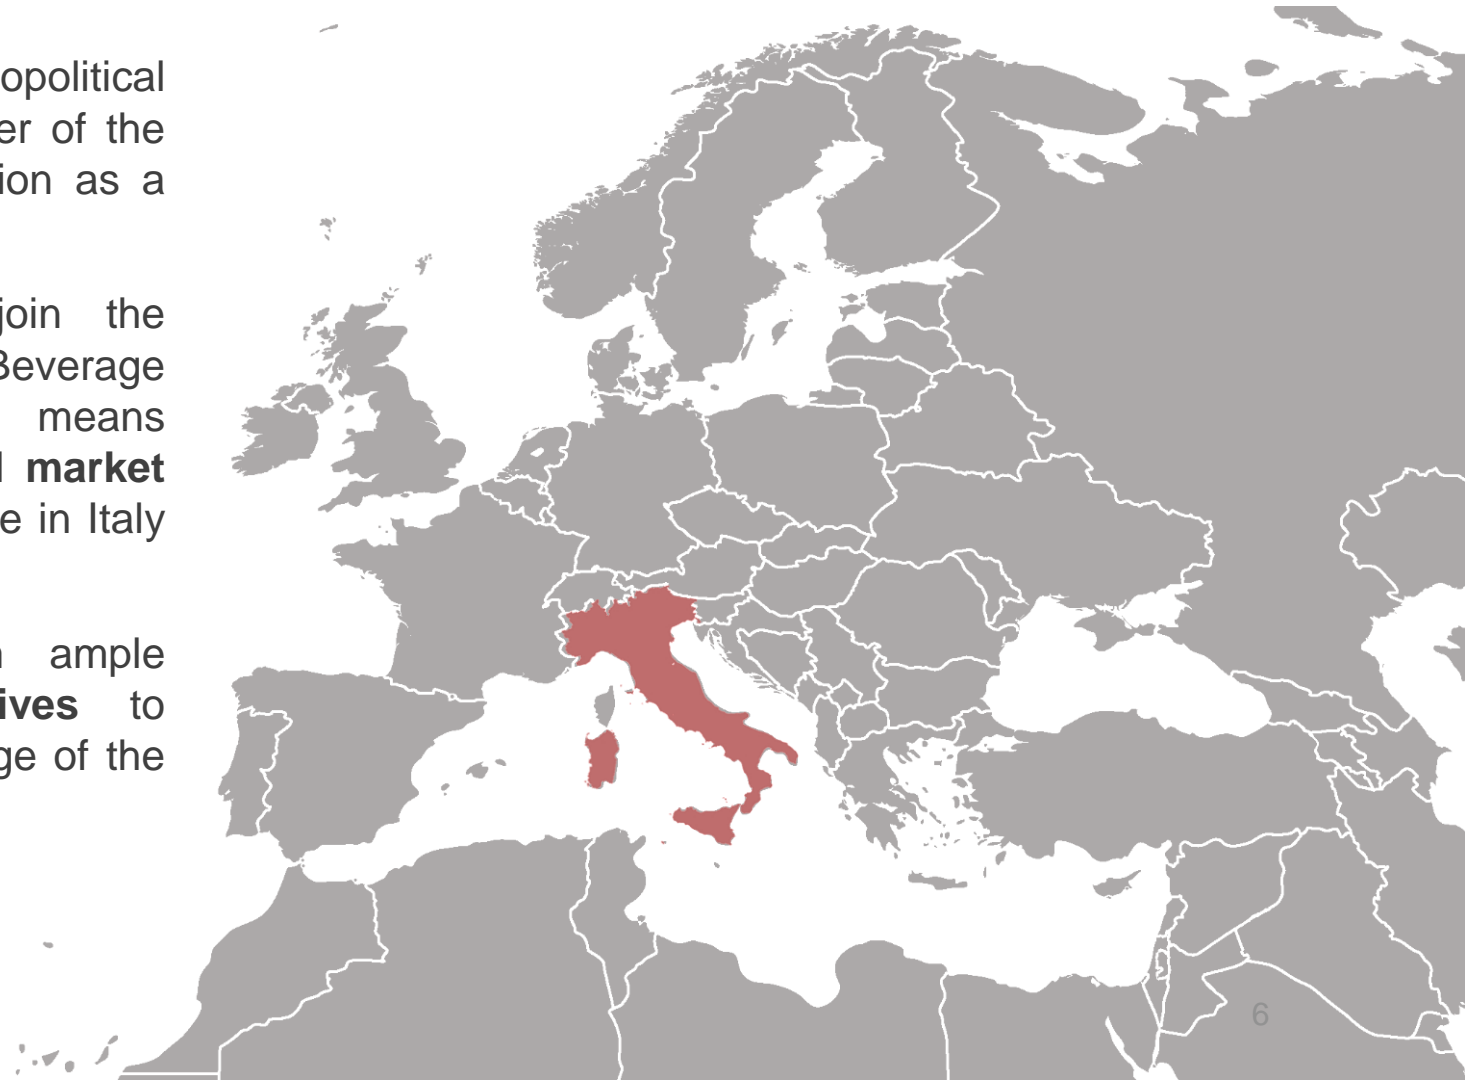 opolitical
er of the
ion as a
join the
Beverage
means
l market
e in Italy
ample
ives to
ge of the
6